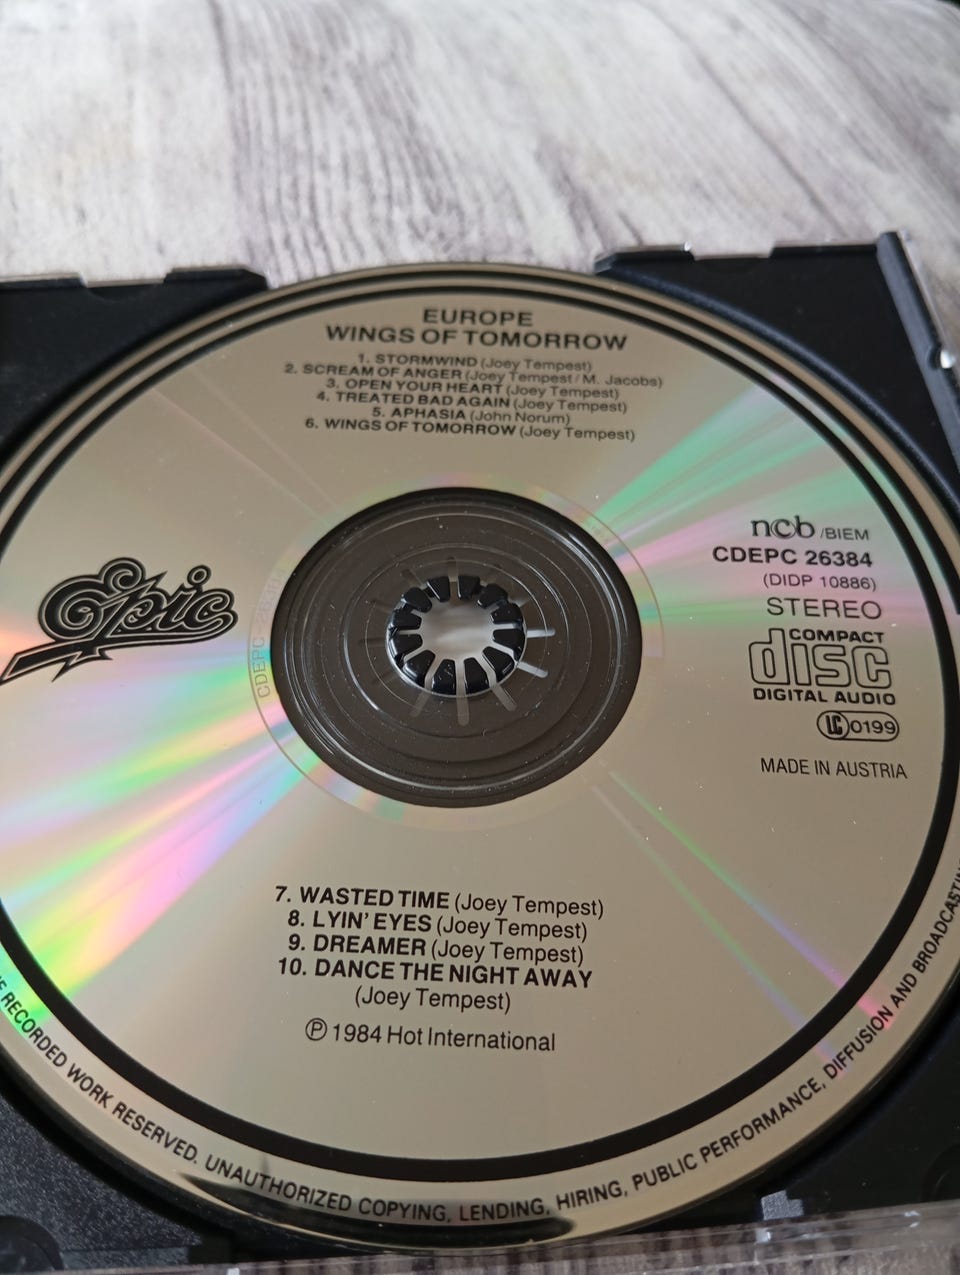 EUROPE
WINGS OF TOMORROW
1. STORMWIND (Joey Tempest)
2. SCREAM OF ANGER (Joey Tempest / M. Jacobs)
3. OPEN YOUR HEART (Joey Tempest)
4. TREATED BAD AGAIN (Joey Tempest)
5. APHASIA (John Norum)
6. WINGS OF TOMORROW (Joey Tempest)
Epic
ncb /BIEM
CDEPC 26384
(DIDP 10886)
STEREO
COMPACT
disc
DIGITAL AUDIO
LC 0199
MADE IN AUSTRIA
7. WASTED TIME (Joey Tempest)
8. LYIN' EYES (Joey Tempest)
9. DREAMER (Joey Tempest)
10. DANCE THE NIGHT AWAY
(Joey Tempest)
℗ 1984 Hot International
RECORDED WORK RESERVED. UNAUTHORIZED COPYING, LENDING, HIRING, PUBLIC PERFORMANCE, DIFFUSION AND BROADCASTING